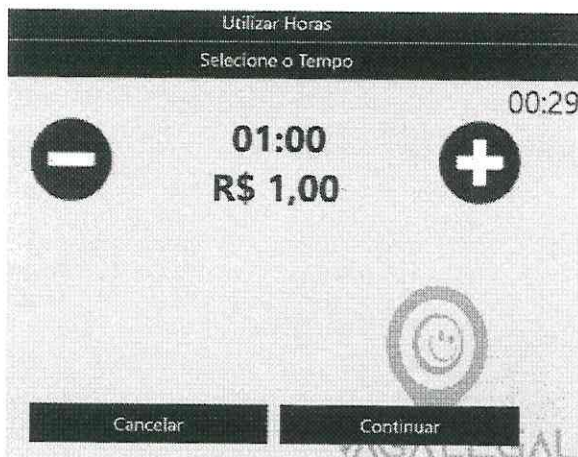 Utilizar Horas
Selecione o Tempo
00:29
01:00
R$ 1,00
Cancelar
Continuar